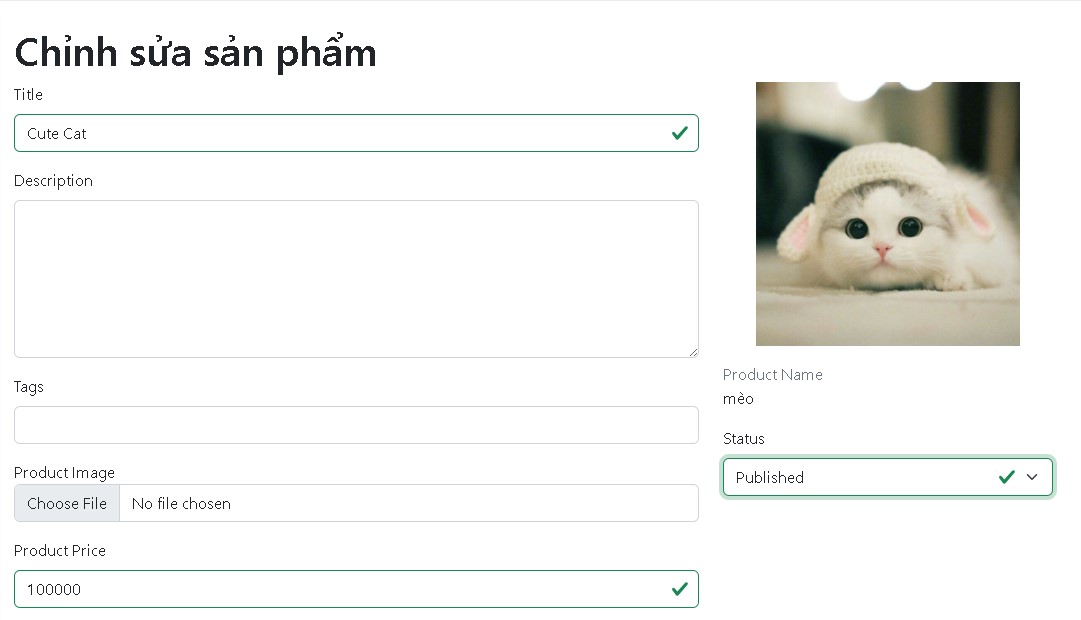 Chỉnh sửa sản phẩm
Title
Cute Cat
Description
Tags
Product Image
Choose File No file chosen
Product Price
100000
Product Name
mèo
Status
Published